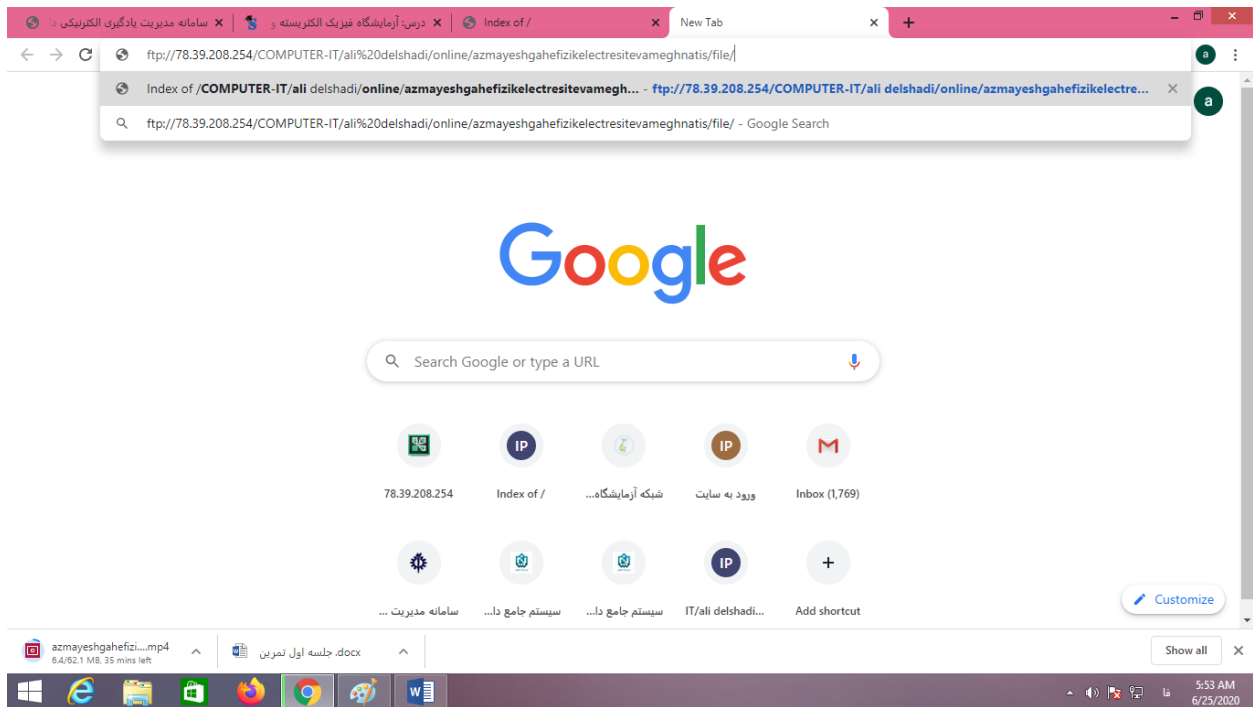 سامانه مدیریت یادگیری الکترونیکی دا
درس: آزمایشگاه فیزیک الکتریسته و
Index of /
New Tab
ftp://78.39.208.254/COMPUTER-IT/ali%20delshadi/online/azmayeshgahefizikelectresitevameghnatis/file/
a
Index of /COMPUTER-IT/ali delshadi/online/azmayeshgahefizikelectresitevamegh... - ftp://78.39.208.254/COMPUTER-IT/ali delshadi/online/azmayeshgahefizikelectre...
a
ftp://78.39.208.254/COMPUTER-IT/ali%20delshadi/online/azmayeshgahefizikelectresitevameghnatis/file/ - Google Search
Google
Search Google or type a URL
IP
IP
78.39.208.254
Index of /
شبکه آزمایشگاه...
ورود به سایت
Inbox (1,769)
IP
سامانه مدیریت ...
سیستم جامع دا...
سیستم جامع دا...
IT/ali delshadi...
Add shortcut
Customize
azmayeshgahefizi....mp4
6.4/62.1 MB, 35 mins left
جلسه اول تمرین .docx
Show all
5:53 AM
فا
6/25/2020